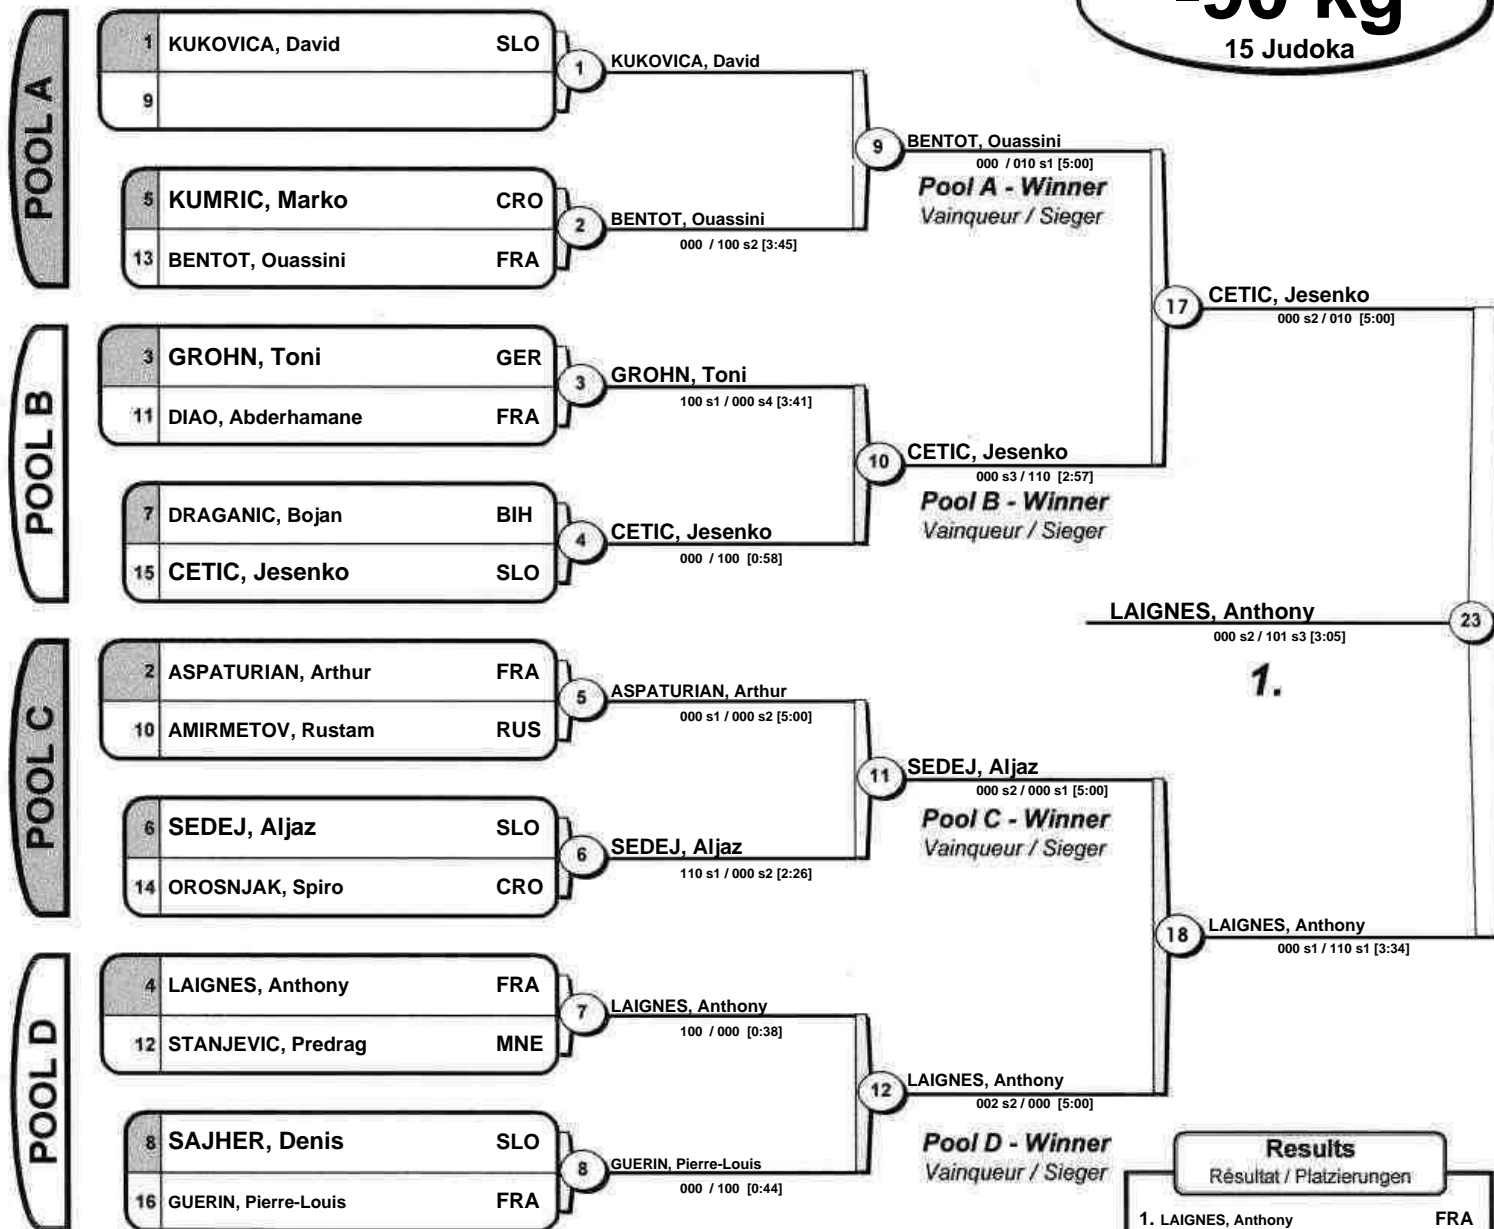 -90 kg
15 Judoka
POOL A
1 KUKOVICA, David SLO
9
1 KUKOVICA, David
5 KUMRIC, Marko CRO
13 BENTOT, Ouassini FRA
2 BENTOT, Ouassini
000 / 100 s2 [3:45]
9 BENTOT, Ouassini
000 / 010 s1 [5:00]
Pool A - Winner
Vainqueur / Sieger
POOL B
3 GROHN, Toni GER
11 DIAO, Abderhamane FRA
3 GROHN, Toni
100 s1 / 000 s4 [3:41]
7 DRAGANIC, Bojan BIH
15 CETIC, Jesenko SLO
4 CETIC, Jesenko
000 / 100 [0:58]
10 CETIC, Jesenko
000 s3 / 110 [2:57]
Pool B - Winner
Vainqueur / Sieger
17 CETIC, Jesenko
000 s2 / 010 [5:00]
LAIGNES, Anthony 23
000 s2 / 101 s3 [3:05]
1.
POOL C
2 ASPATURIAN, Arthur FRA
10 AMIRMETOV, Rustam RUS
5 ASPATURIAN, Arthur
000 s1 / 000 s2 [5:00]
6 SEDEJ, Aljaz SLO
14 OROSNJAK, Spiro CRO
6 SEDEJ, Aljaz
110 s1 / 000 s2 [2:26]
11 SEDEJ, Aljaz
000 s2 / 000 s1 [5:00]
Pool C - Winner
Vainqueur / Sieger
POOL D
4 LAIGNES, Anthony FRA
12 STANJEVIC, Predrag MNE
7 LAIGNES, Anthony
100 / 000 [0:38]
8 SAJHER, Denis SLO
16 GUERIN, Pierre-Louis FRA
8 GUERIN, Pierre-Louis
000 / 100 [0:44]
12 LAIGNES, Anthony
002 s2 / 000 [5:00]
Pool D - Winner
Vainqueur / Sieger
18 LAIGNES, Anthony
000 s1 / 110 s1 [3:34]
Results
Résultat / Platzierungen
1. LAIGNES, Anthony FRA